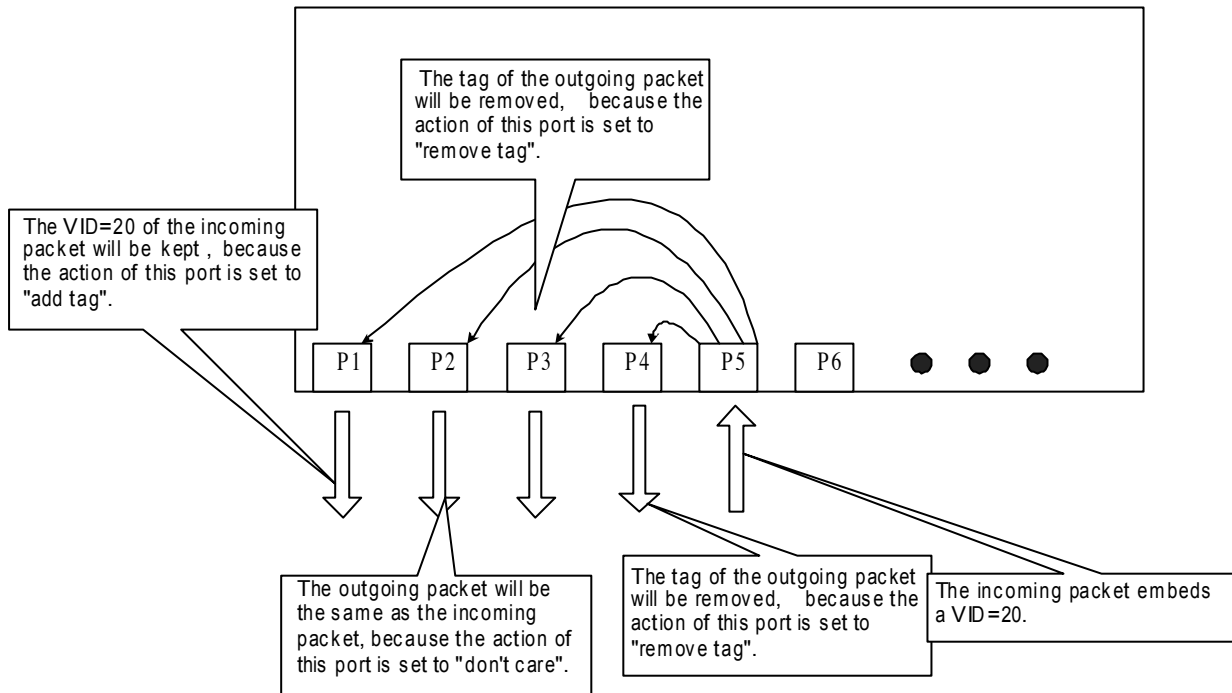 The tag of the outgoing packet
will be removed, because the
action of this port is set to
"remove tag".
The VID=20 of the incoming
packet will be kept , because
the action of this port is set to
"add tag".
P1 P2 P3 P4 P5 P6
The outgoing packet will be
the same as the incoming
packet, because the action of
this port is set to "don't care".
The tag of the outgoing packet
will be removed, because the
action of this port is set to
"remove tag".
The incoming packet embeds
a VID=20.